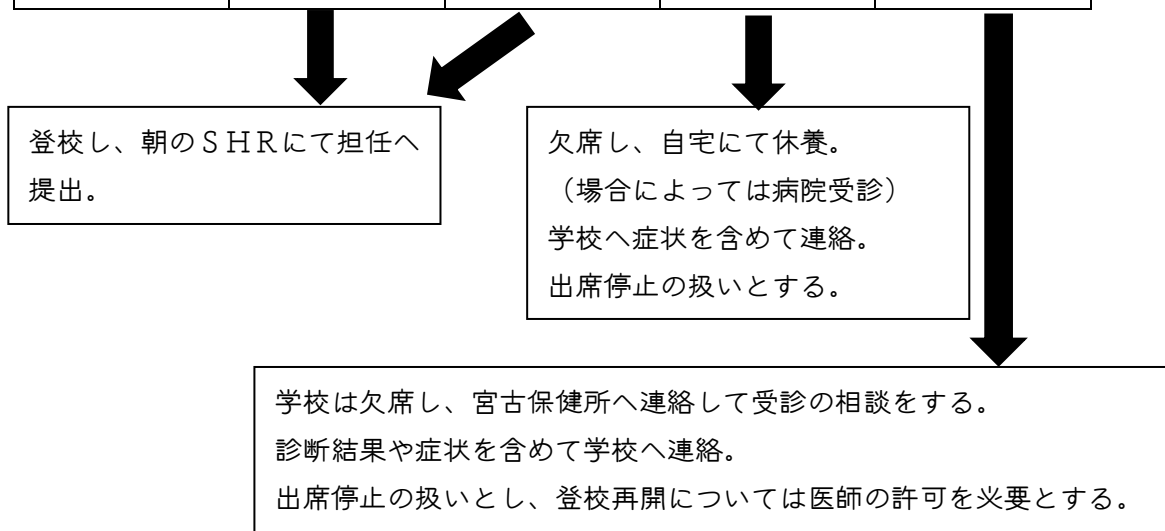 登校し、朝のＳＨＲにて担任へ
提出。
欠席し、自宅にて休養。
（場合によっては病院受診）
学校へ症状を含めて連絡。
出席停止の扱いとする。
学校は欠席し、宮古保健所へ連絡して受診の相談をする。
診断結果や症状を含めて学校へ連絡。
出席停止の扱いとし、登校再開については医師の許可を必要とする。